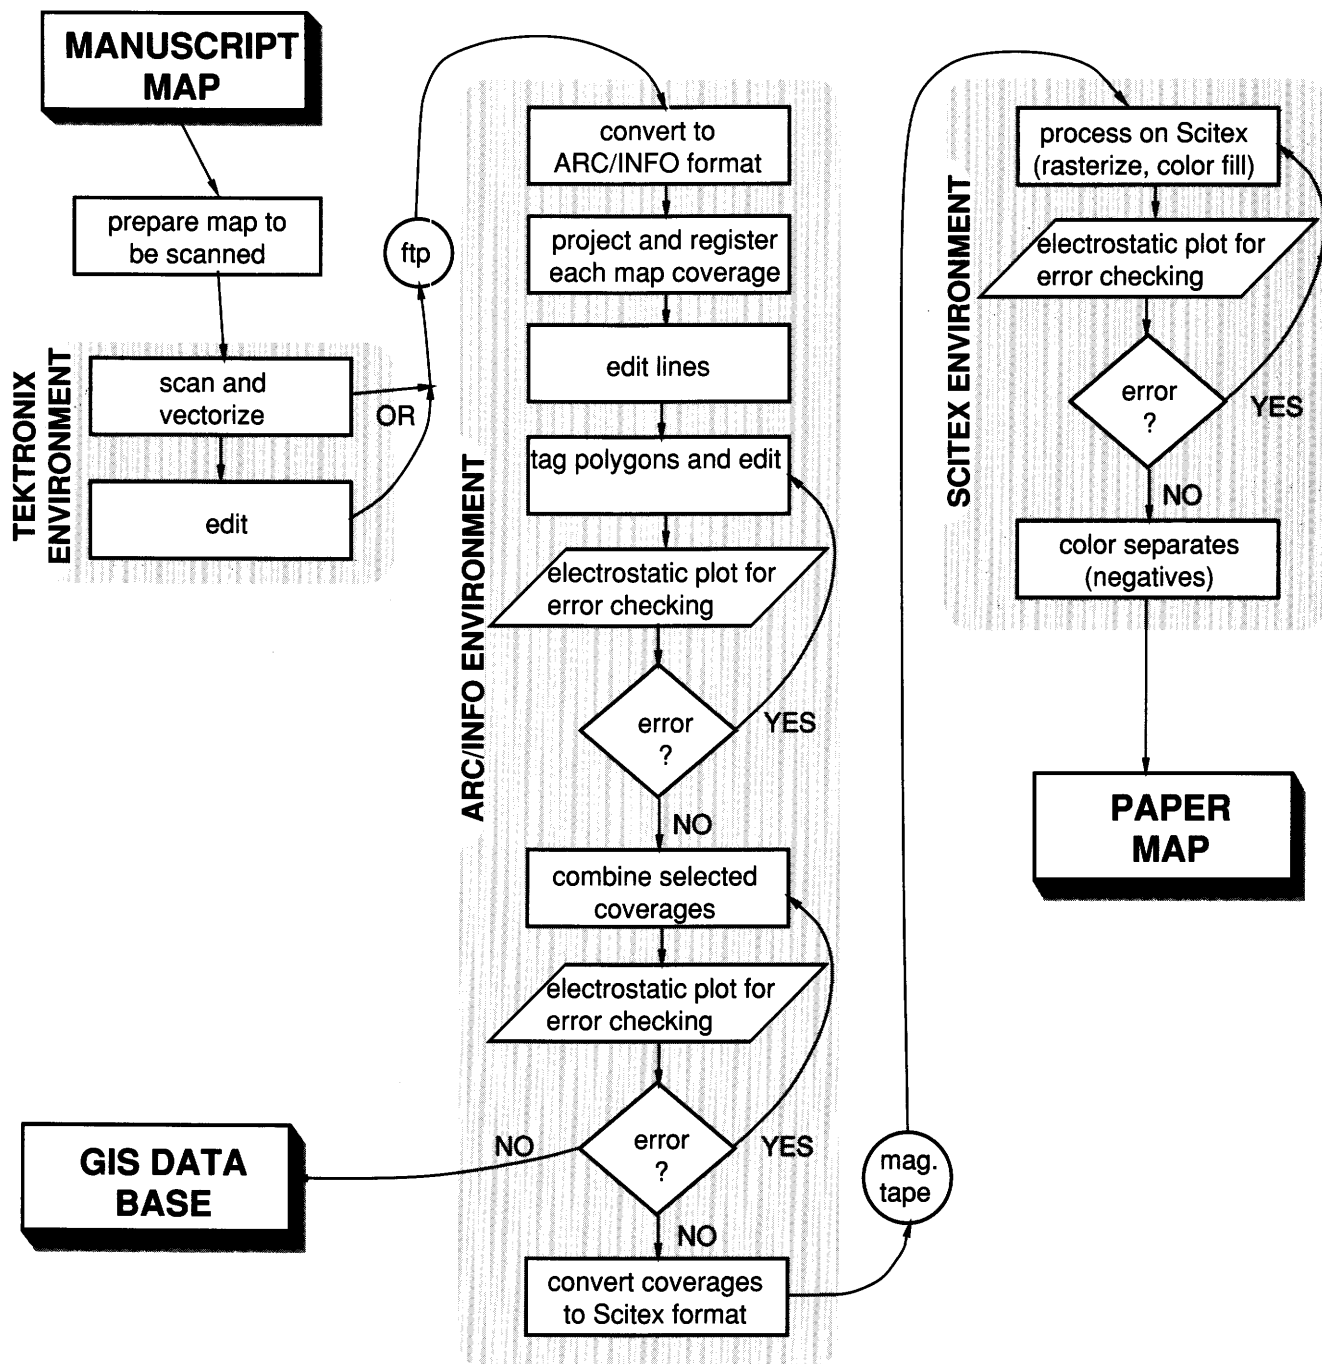 MANUSCRIPT
MAP
prepare map to
be scanned
TEKTRONIX
ENVIRONMENT
scan and
vectorize
OR
edit
ftp
ARC/INFO ENVIRONMENT
convert to
ARC/INFO format
project and register
each map coverage
edit lines
tag polygons and edit
electrostatic plot for
error checking
error
?
YES
NO
combine selected
coverages
electrostatic plot for
error checking
error
?
YES
NO
NO
GIS DATA
BASE
convert coverages
to Scitex format
mag.
tape
SCITEX ENVIRONMENT
process on Scitex
(rasterize, color fill)
electrostatic plot for
error checking
error
?
YES
NO
color separates
(negatives)
PAPER
MAP